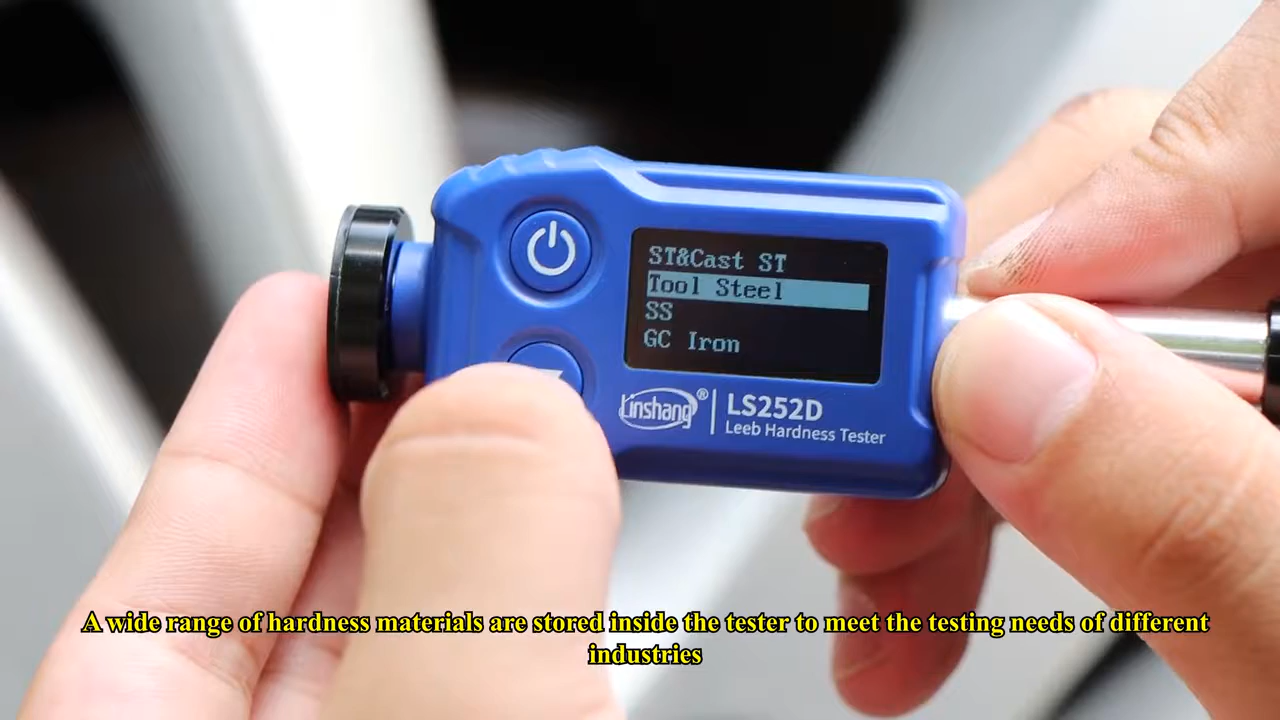 ST&Cast ST
Tool Steel
SS
GC Iron
Linshang® LS252D
Leeb Hardness Tester
A wide range of hardness materials are stored inside the tester to meet the testing needs of different
industries